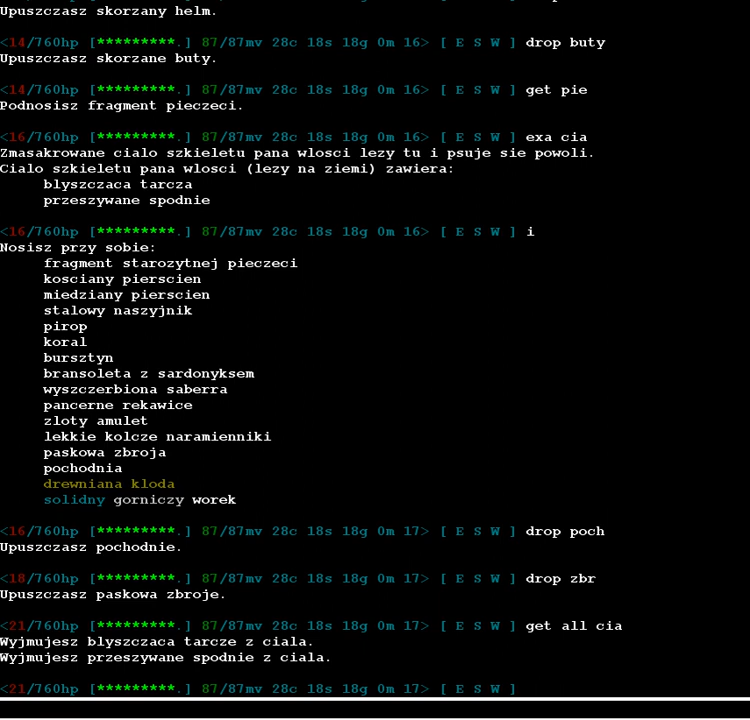 Upuszczasz skorzany helm.
<14/760hp [*********.] 87/87mv 28c 18s 18g 0m 16> [ E S W ] drop buty
Upuszczasz skorzane buty.
<14/760hp [*********.] 87/87mv 28c 18s 18g 0m 16> [ E S W ] get pie
Podnosisz fragment pieczeci.
<16/760hp [*********.] 87/87mv 28c 18s 18g 0m 16> [ E S W ] exa cia
Zmasakrowane cialo szkieletu pana wlosci lezy tu i psuje sie powoli.
Cialo szkieletu pana wlosci (lezy na ziemi) zawiera:
blyszczaca tarcza
przeszywane spodnie
<16/760hp [*********.] 87/87mv 28c 18s 18g 0m 16> [ E S W ] i
Nosisz przy sobie:
fragment starozytnej pieczeci
kosciany pierscien
miedziany pierscien
stalowy naszyjnik
pirop
koral
bursztyn
bransoleta z sardonyksem
wyszczerbiona saberra
pancerne rekawice
zloty amulet
lekkie kolcze naramienniki
paskowa zbroja
pochodnia
drewniana kloda
solidny gorniczy worek
<16/760hp [*********.] 87/87mv 28c 18s 18g 0m 17> [ E S W ] drop poch
Upuszczasz pochodnie.
<18/760hp [*********.] 87/87mv 28c 18s 18g 0m 17> [ E S W ] drop zbr
Upuszczasz paskowa zbroje.
<21/760hp [*********.] 87/87mv 28c 18s 18g 0m 17> [ E S W ] get all cia
Wyjmujesz blyszczaca tarcze z ciala.
Wyjmujesz przeszywane spodnie z ciala.
<21/760hp [*********.] 87/87mv 28c 18s 18g 0m 17> [ E S W ]